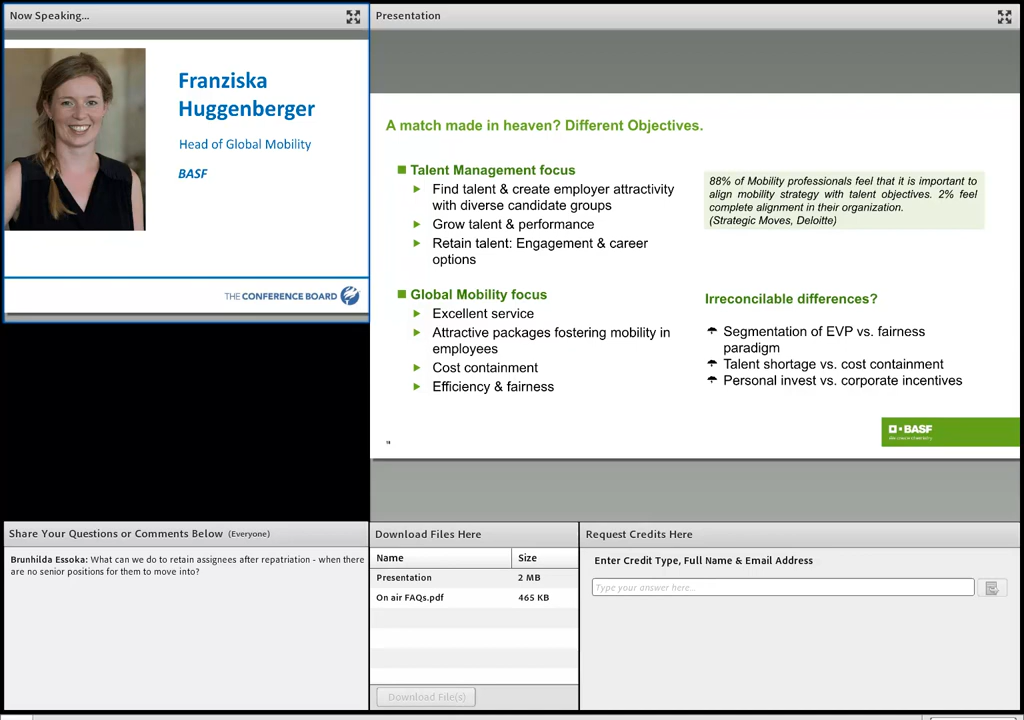 Now Speaking...
Franziska
Huggenberger
Head of Global Mobility
BASF
THE CONFERENCE BOARD
Presentation
A match made in heaven? Different Objectives.
Talent Management focus
Find talent & create employer attractivity
with diverse candidate groups
Grow talent & performance
Retain talent: Engagement & career
options
Global Mobility focus
Excellent service
Attractive packages fostering mobility in
employees
Cost containment
Efficiency & fairness
88% of Mobility professionals feel that it is important to
align mobility strategy with talent objectives. 2% feel
complete alignment in their organization.
(Strategic Moves, Deloitte)
Irreconcilable differences?
Segmentation of EVP vs. fairness
paradigm
Talent shortage vs. cost containment
Personal invest vs. corporate incentives
BASF
Share Your Questions or Comments Below (Everyone)
Brunhilda Essoka: What can we do to retain assignees after repatriation - when there
are no senior positions for them to move into?
Download Files Here
Name Size
Presentation 2 MB
On air FAQs.pdf 465 KB
Download File(s)
Request Credits Here
Enter Credit Type, Full Name & Email Address
Type your answer here...